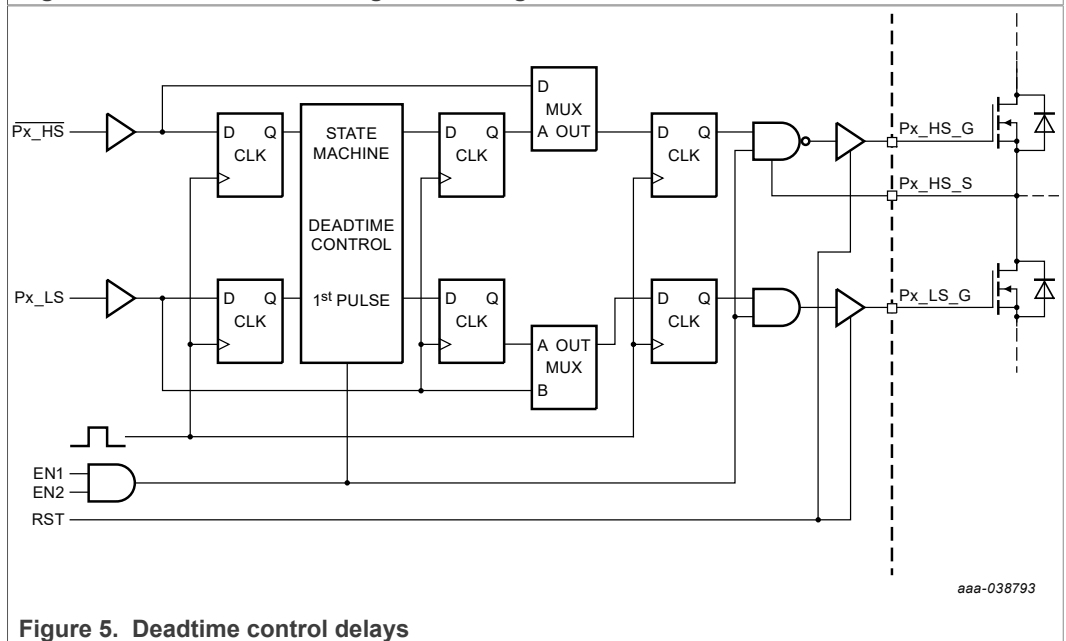 Px_HS
D Q
CLK
STATE
MACHINE
DEADTIME
CONTROL
1st PULSE
D Q
CLK
D
MUX
A OUT
D Q
CLK
Px_HS_G
Px_HS_S
Px_LS
D Q
CLK
D Q
CLK
A OUT
MUX
B
D Q
CLK
Px_LS_G
EN1
EN2
RST
aaa-038793
Figure 5. Deadtime control delays